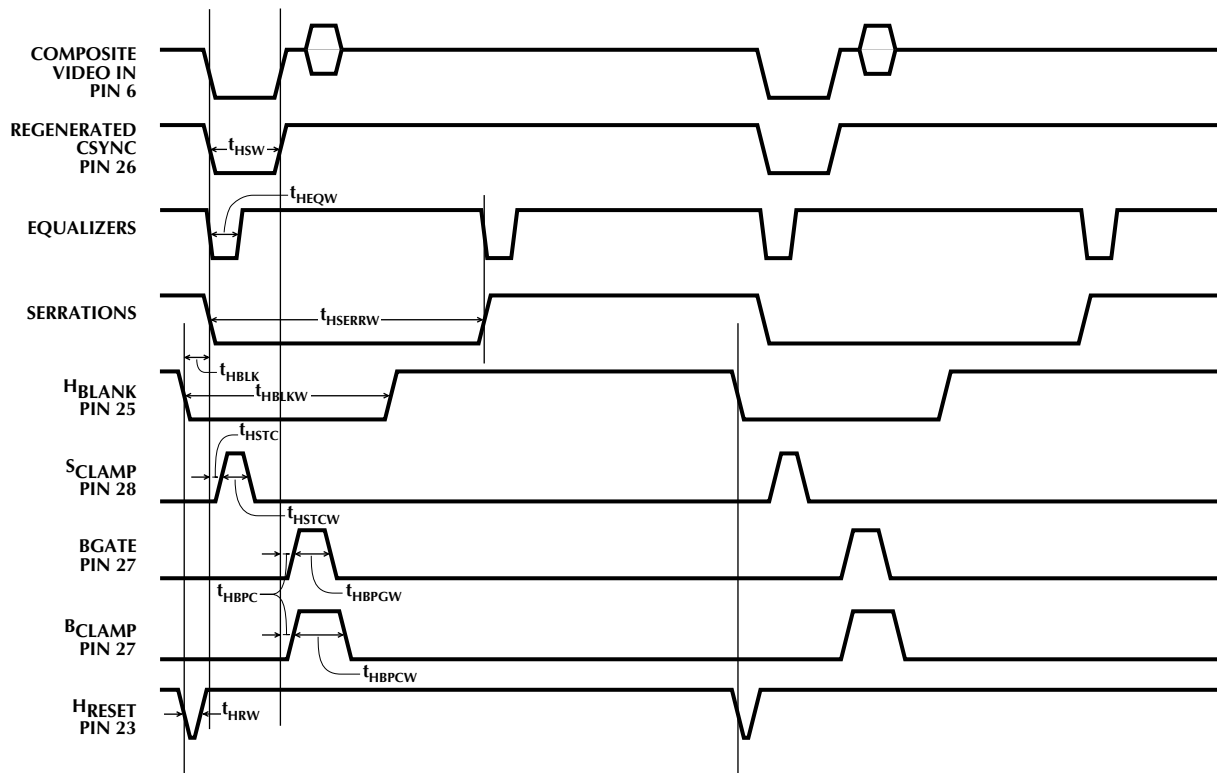 COMPOSITE
VIDEO IN
PIN 6
REGENERATED
CSYNC
PIN 26
tHSW
tHEQW
EQUALIZERS
SERRATIONS
tHSERRW
tHBLK
HBLANK
PIN 25
tHBLKW
tHSTC
SCLAMP
PIN 28
tHSTCW
BGATE
PIN 27
tHBPC
tHBPGW
BCLAMP
PIN 27
tHBPCW
HRESET
PIN 23
tHRW